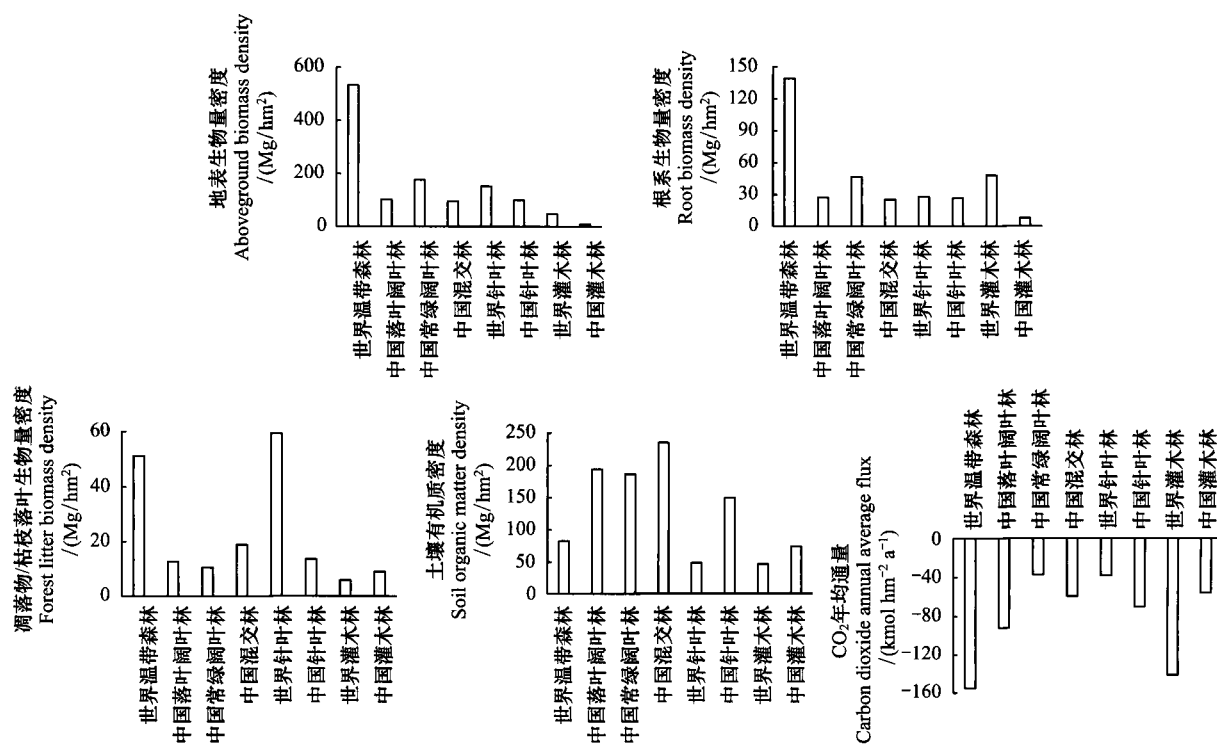 地表生物量密度
Aboveground biomass density
/(Mg/hm²)
600
400
200
0
世界温带森林
中国落叶阔叶林
中国常绿阔叶林
中国混交林
世界针叶林
中国针叶林
世界灌木林
中国灌木林
根系生物量密度
Root biomass density
/(Mg/hm²)
150
120
90
60
30
0
世界温带森林
中国落叶阔叶林
中国常绿阔叶林
中国混交林
世界针叶林
中国针叶林
世界灌木林
中国灌木林
凋落物/枯枝落叶生物量密度
Forest litter biomass density
/(Mg/hm²)
60
40
20
0
世界温带森林
中国落叶阔叶林
中国常绿阔叶林
中国混交林
世界针叶林
中国针叶林
世界灌木林
中国灌木林
土壤有机质密度
Soil organic matter density
/(Mg/hm²)
250
200
150
100
50
0
世界温带森林
中国落叶阔叶林
中国常绿阔叶林
中国混交林
世界针叶林
中国针叶林
世界灌木林
中国灌木林
CO₂年均通量
Carbon dioxide annual average flux
/(kmol hm⁻² a⁻¹)
世界温带森林
中国落叶阔叶林
中国常绿阔叶林
中国混交林
世界针叶林
中国针叶林
世界灌木林
中国灌木林
0
-40
-80
-120
-160